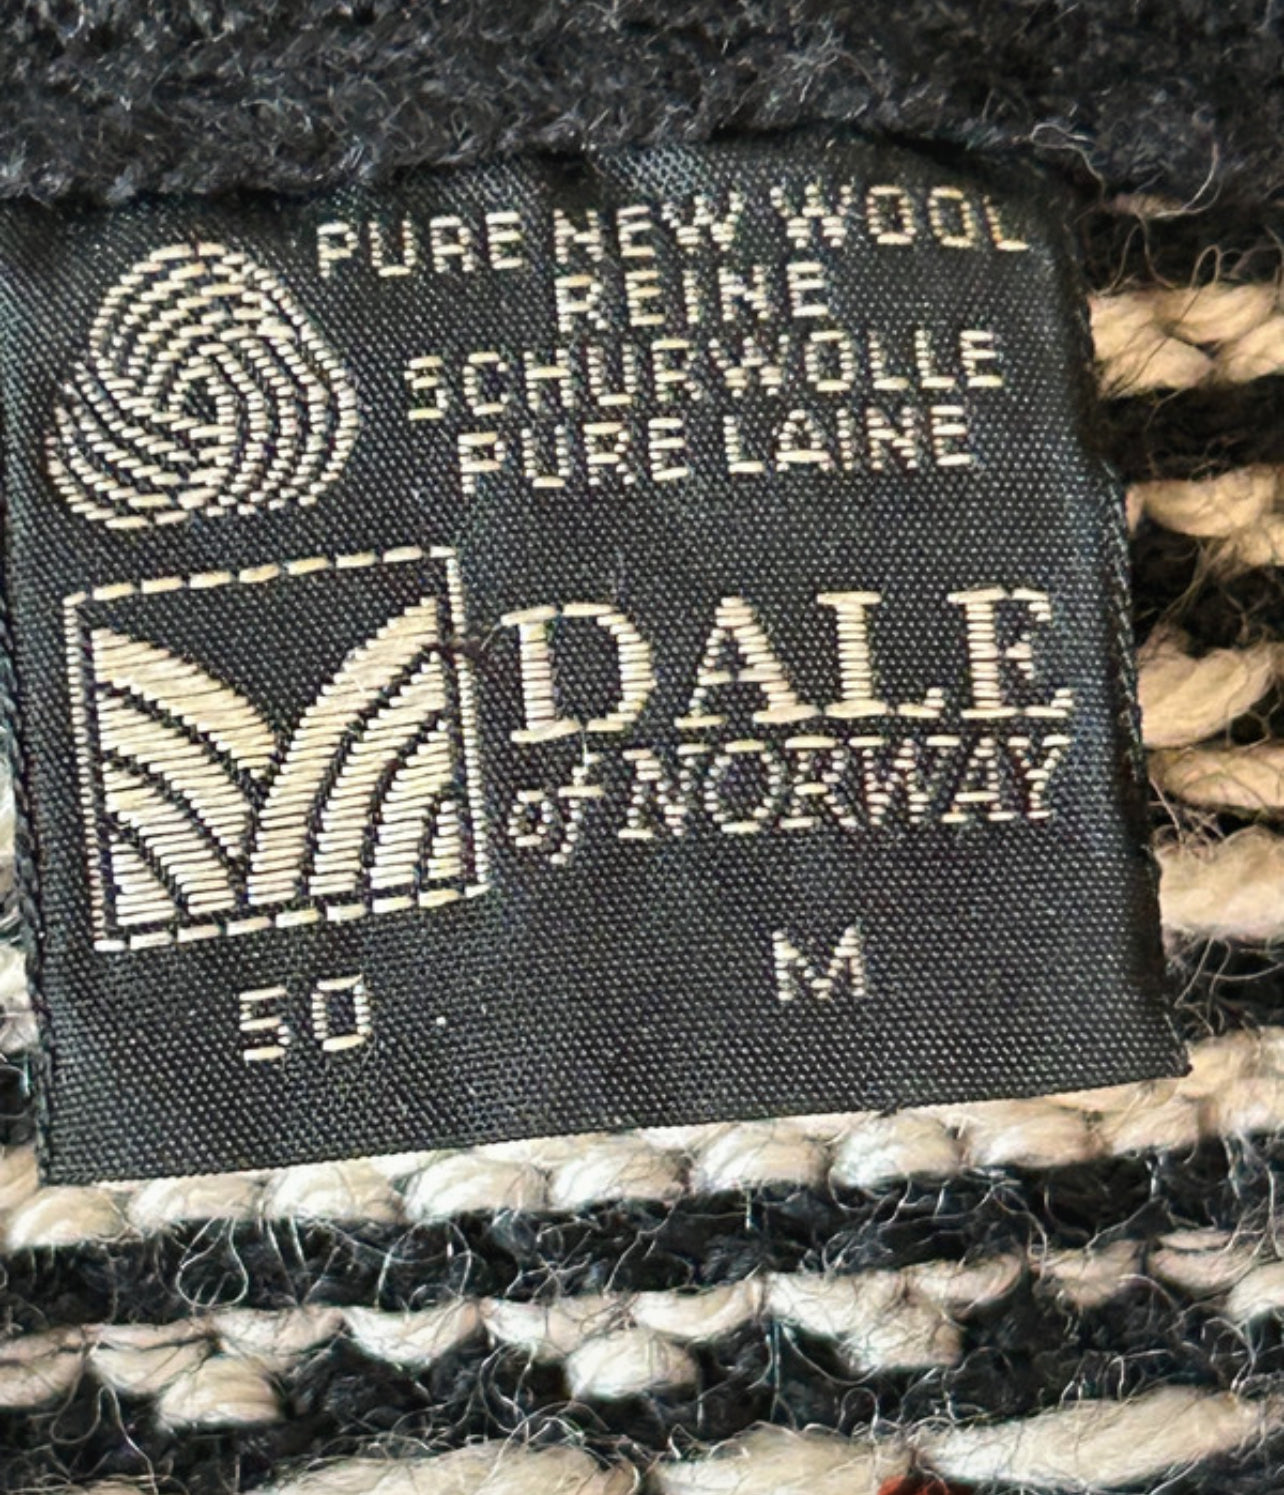 PURE NEW WOOL
REINE
SCHURWOLLE
PURE LAINE
DALE
of NORWAY
50 M